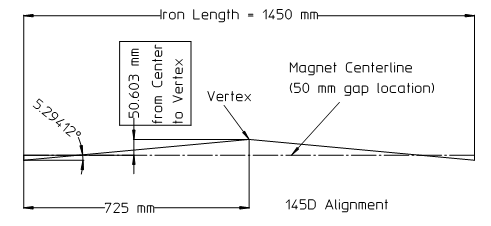 Iron Length = 1450 mm
50.603 mm
from Center
to Vertex
Magnet Centerline
(50 mm gap location)
Vertex
5.29412°
725 mm
145D Alignment